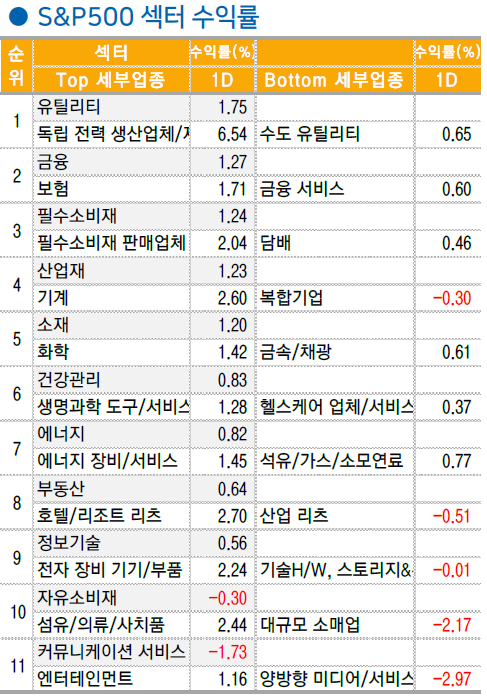 ● S&P500 섹터 수익률
순위 섹터 수익률(%) 수익률(%)
Top 세부업종 1D Bottom 세부업종 1D
1 유틸리티 1.75
독립 전력 생산업체/ 6.54 수도 유틸리티 0.65
2 금융 1.27
보험 1.71 금융 서비스 0.60
3 필수소비재 1.24
필수소비재 판매업체 2.04 담배 0.46
4 산업재 1.23
기계 2.60 복합기업 -0.30
5 소재 1.20
화학 1.42 금속/채광 0.61
6 건강관리 0.83
생명과학 도구/서비스 1.28 헬스케어 업체/서비스 0.37
7 에너지 0.82
에너지 장비/서비스 1.45 석유/가스/소모연료 0.77
8 부동산 0.64
호텔/리조트 리츠 2.70 산업 리츠 -0.51
9 정보기술 0.56
전자 장비 기기/부품 2.24 기술H/W, 스토리지& -0.01
10 자유소비재 -0.30
섬유/의류/사치품 2.44 대규모 소매업 -2.17
11 커뮤니케이션 서비스 -1.73
엔터테인먼트 1.16 양방향 미디어/서비스 -2.97